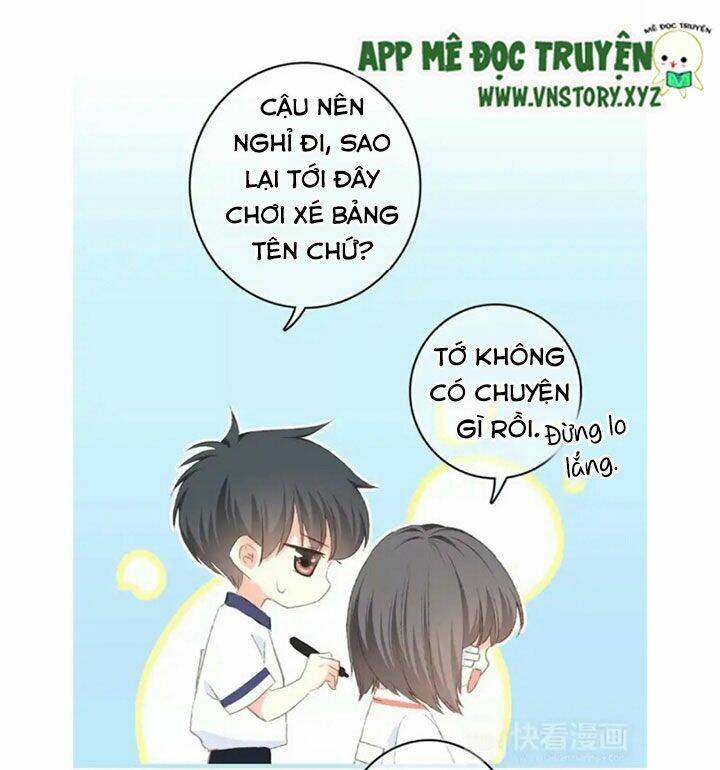 MÊ ĐỌC TRUYỆN
APP MÊ ĐỌC TRUYỆN
WWW.VNSTORY.XYZ
CẬU NÊN
NGHỈ ĐI, SAO
LẠI TỚI ĐÂY
CHƠI XÉ BẢNG
TÊN CHỨ?
TỚ KHÔNG
CÓ CHUYỆN
GÌ RỒI.
Đừng lo
lắng.
快看漫画